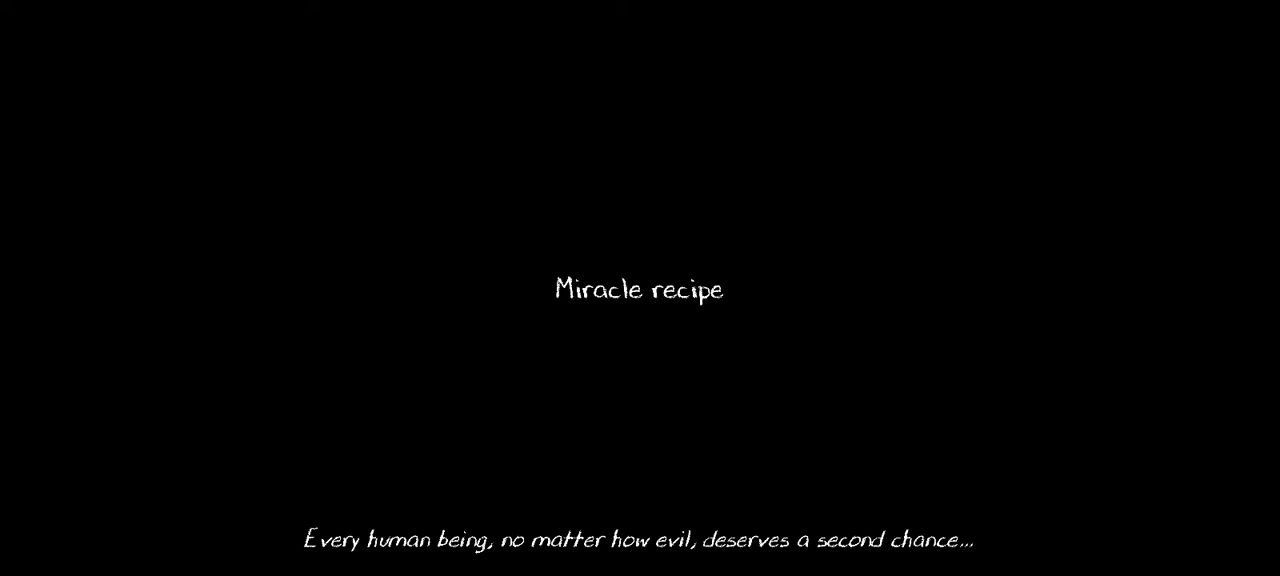 Miracle recipe
Every human being, no matter how evil, deserves a second chance...